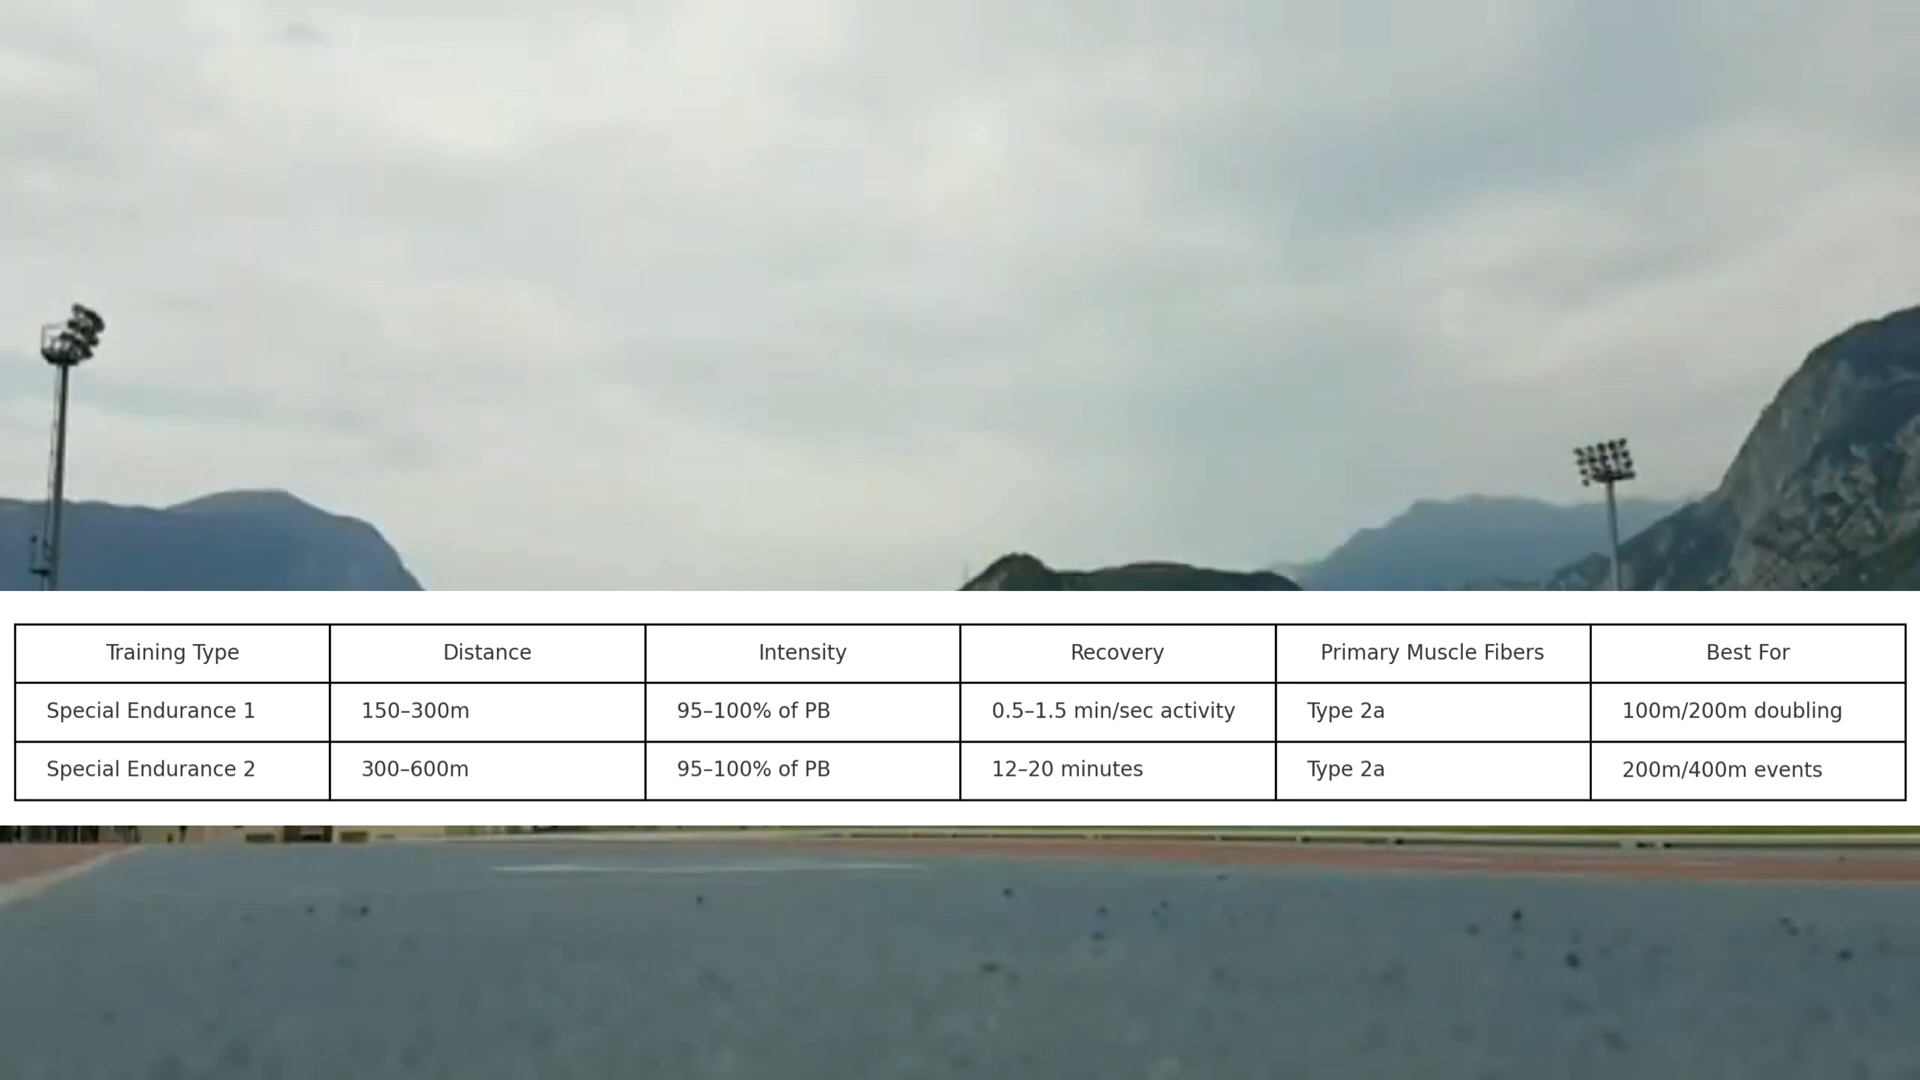 Training Type Distance Intensity Recovery Primary Muscle Fibers Best For
Special Endurance 1 150–300m 95–100% of PB 0.5–1.5 min/sec activity Type 2a 100m/200m doubling
Special Endurance 2 300–600m 95–100% of PB 12–20 minutes Type 2a 200m/400m events